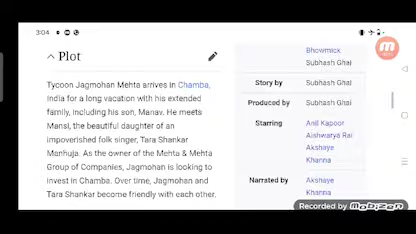 3:04
Plot
Tycoon Jagmohan Mehta arrives in Chamba,
India for a long vacation with his extended
family, including his son, Manav. He meets
Mansi, the beautiful daughter of an
impoverished folk singer, Tara Shankar
Manhuja. As the owner of the Mehta & Mehta
Group of Companies, Jagmohan is looking to
invest in Chamba. Over time, Jagmohan and
Tara Shankar become friendly with each other.
Bhowmick
Subhash Ghai
Story by Subhash Ghai
Produced by Subhash Ghai
Starring Anil Kapoor
Aishwarya Rai
Akshaye
Khanna
Narrated by Akshaye
Khanna
Recorded by Mobizen